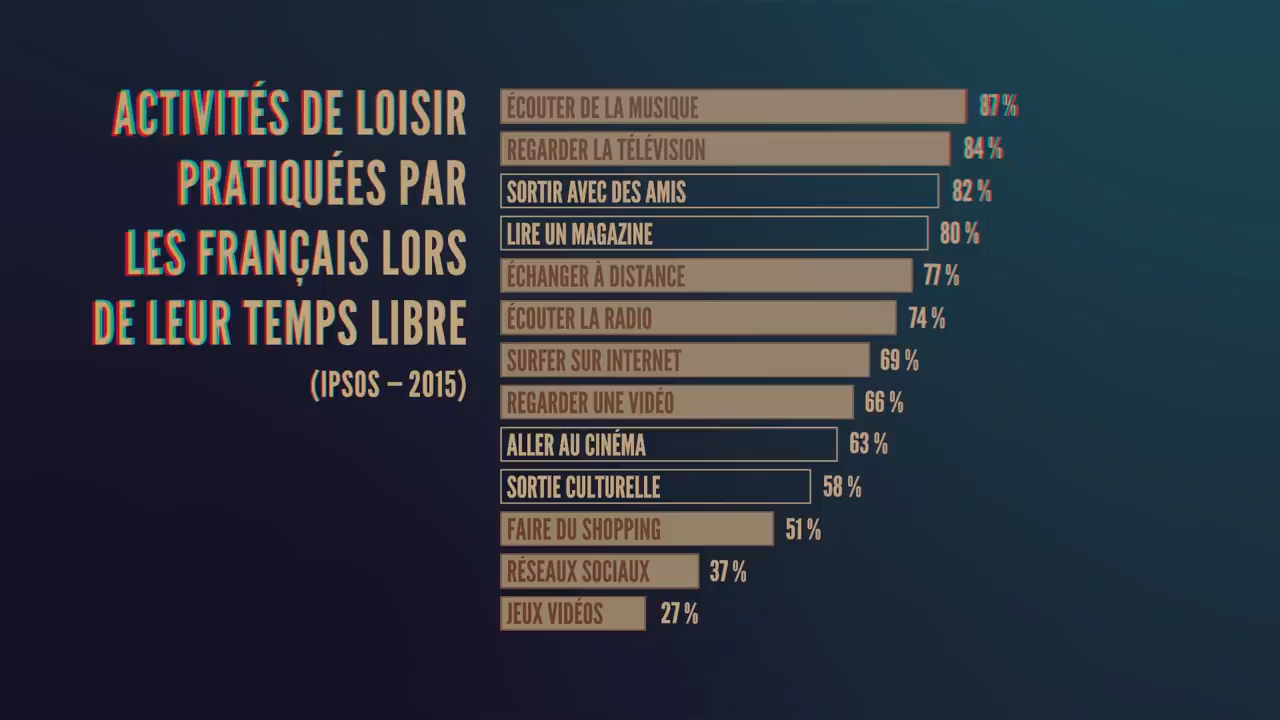 ACTIVITÉS DE LOISIR
PRATIQUÉES PAR
LES FRANÇAIS LORS
DE LEUR TEMPS LIBRE
(IPSOS – 2015)
ÉCOUTER DE LA MUSIQUE 87 %
REGARDER LA TÉLÉVISION 84 %
SORTIR AVEC DES AMIS 82 %
LIRE UN MAGAZINE 80 %
ÉCHANGER À DISTANCE 77 %
ÉCOUTER LA RADIO 74 %
SURFER SUR INTERNET 69 %
REGARDER UNE VIDÉO 66 %
ALLER AU CINÉMA 63 %
SORTIE CULTURELLE 58 %
FAIRE DU SHOPPING 51 %
RÉSEAUX SOCIAUX 37 %
JEUX VIDÉOS 27 %